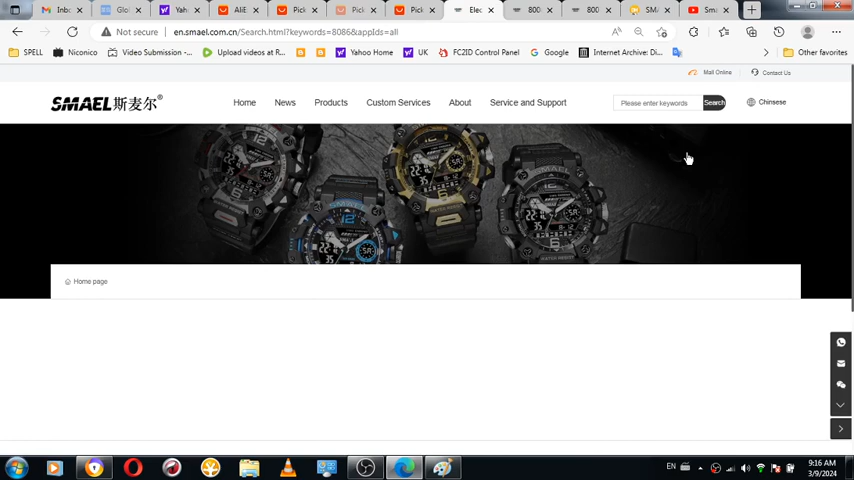 Inbo
Glo
Yah
AliE
Pick
Pick
Pick
Elec
800
800
SMA
Sma
Not secure
en.smael.com.cn/Search.html?keywords=8086&appIds=all
SPELL
Niconico
Video Submission -...
Upload videos at R...
Yahoo Home
UK
FC2ID Control Panel
Google
Internet Archive: Di...
Other favorites
Mall Online
Contact Us
SMAEL斯麦尔®
Home
News
Products
Custom Services
About
Service and Support
Please enter keywords
Search
Chinsese
Home page
EN
9:16 AM
3/9/2024